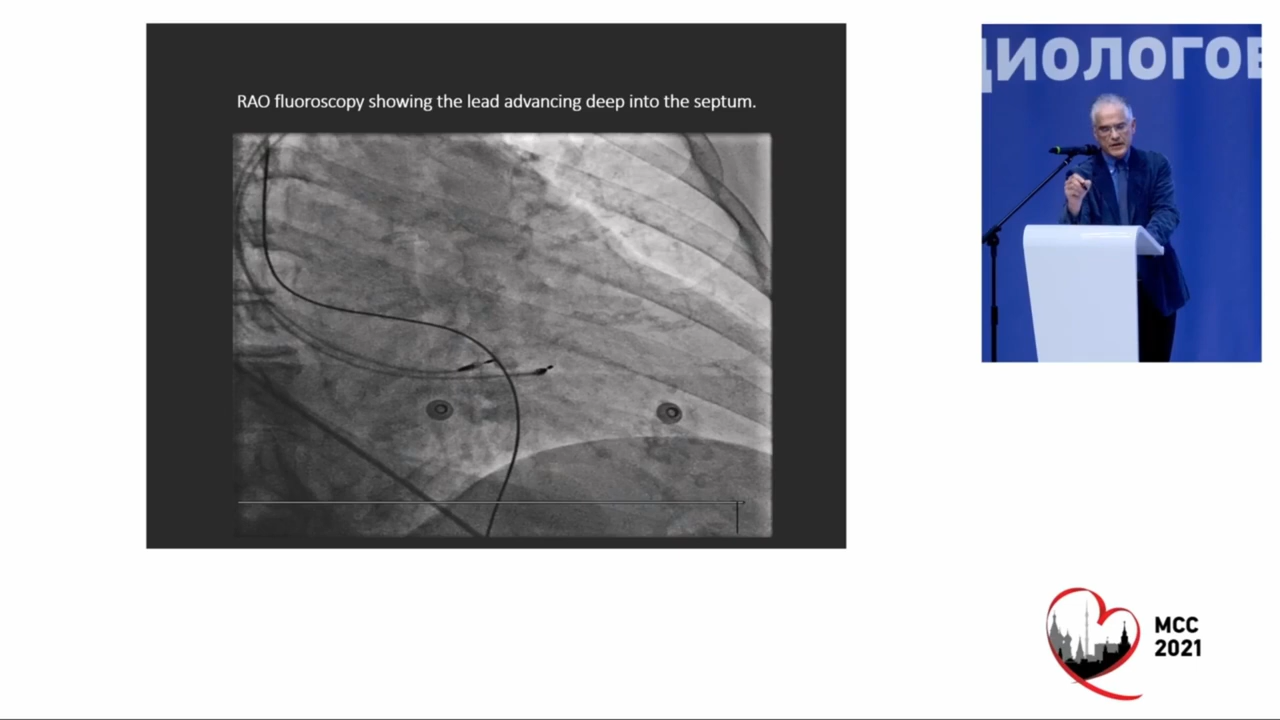 RAO fluoroscopy showing the lead advancing deep into the septum.
ДИОЛОГОВ
MCC
2021